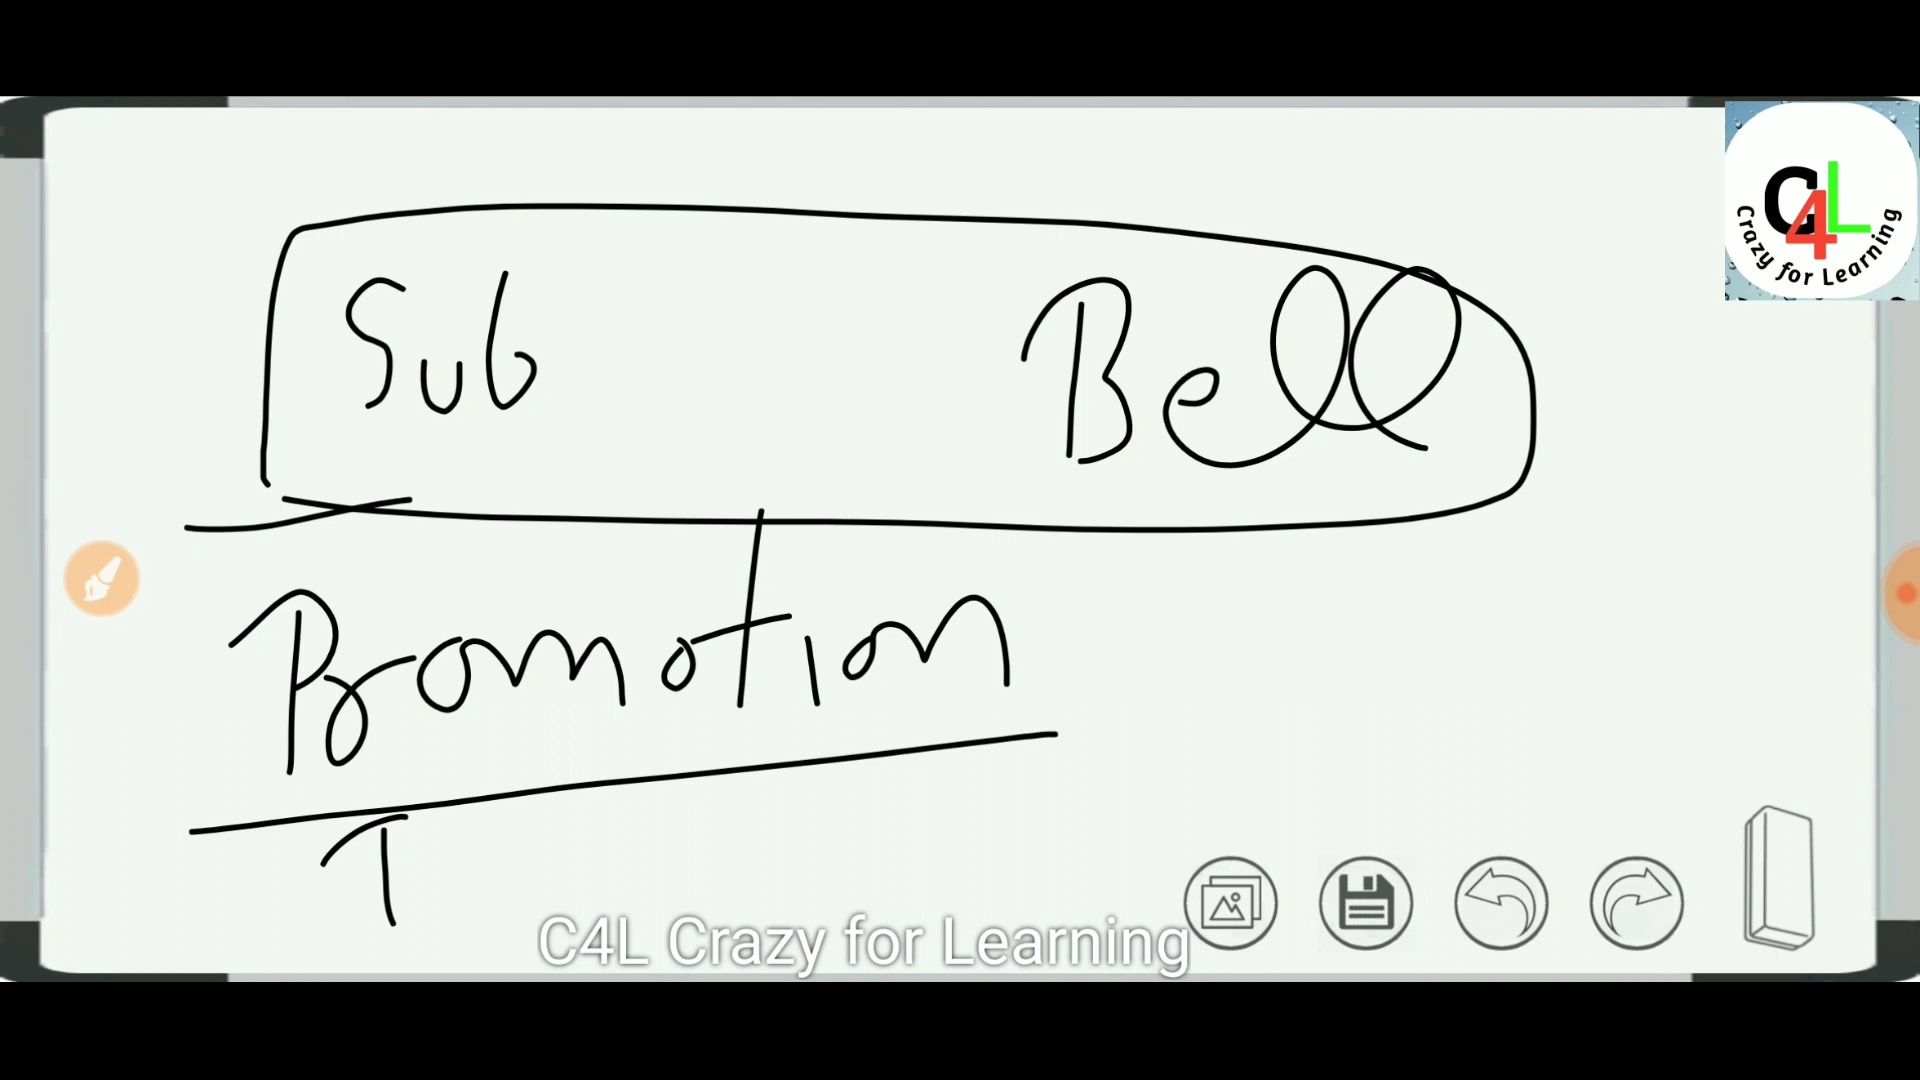 C4L
Crazy for Learning
Sub Bell
Promotion
T
C4L Crazy for Learning